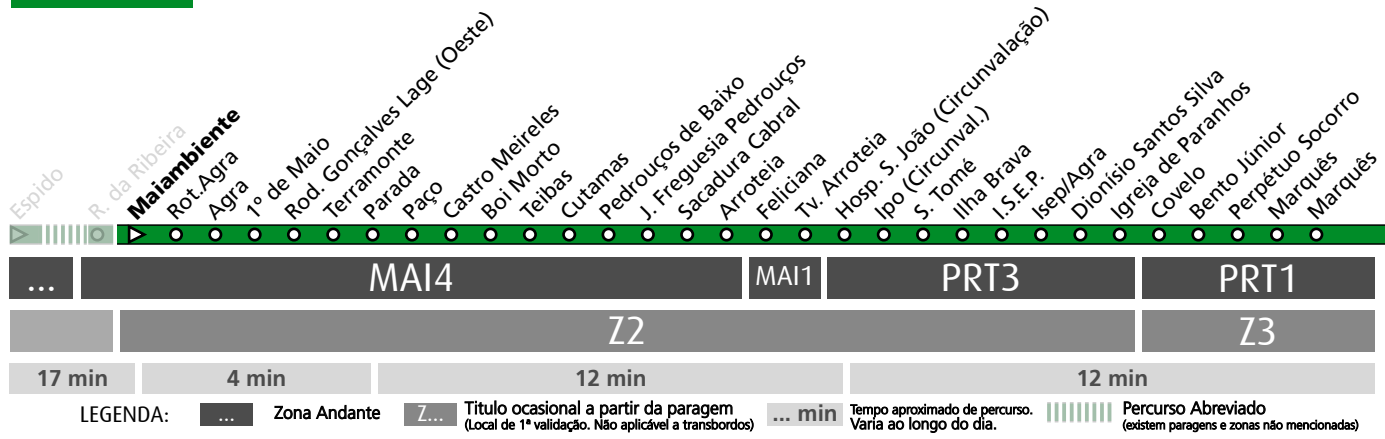 Espido
R. da Ribeira
Maiambiente
Rot.Agra
Agra
1º de Maio
Rod. Gonçalves Lage (Oeste)
Terramonte
Parada
Paço
Castro Meireles
Boi Morto
Teibas
Cutamas
Pedrouços de Baixo
J. Freguesia Pedrouços
Sacadura Cabral
Arroteia
Feliciana
Tv. Arroteia
Hosp. S. João (Circunvalação)
Ipo (Circunval.)
S. Tomé
Ilha Brava
I.S.E.P.
Isep/Agra
Dionísio Santos Silva
Igreja de Paranhos
Covelo
Bento Júnior
Perpétuo Socorro
Marquês
Marquês
... MAI4 MAI1 PRT3 PRT1
Z2 Z3
17 min 4 min 12 min 12 min
LEGENDA: ... Zona Andante Z... Titulo ocasional a partir da paragem ... min Tempo aproximado de percurso. Percurso Abreviado
(Local de 1ª validação. Não aplicável a transbordos) Varia ao longo do dia. (existem paragens e zonas não mencionadas)